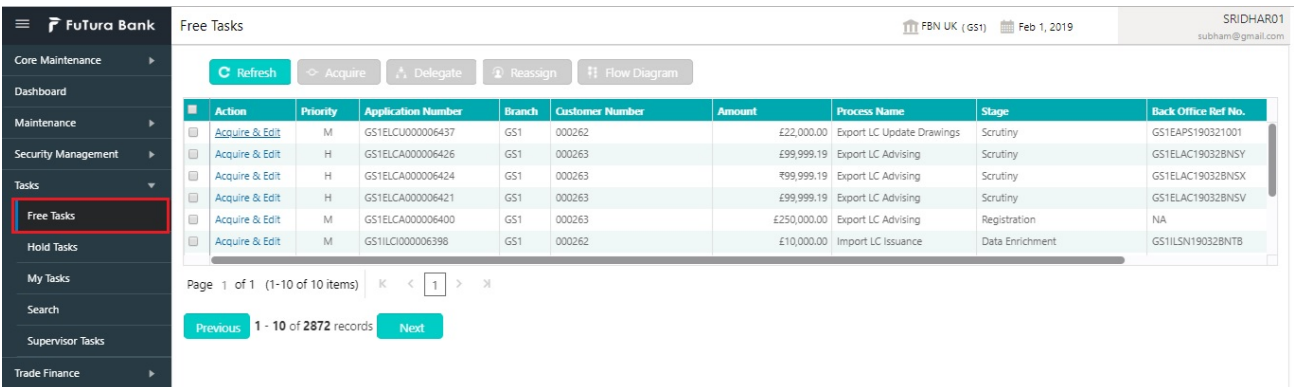 FuTura Bank
Free Tasks
FBN UK (GS1)
Feb 1, 2019
SRIDHAR01
subham@gmail.com
Core Maintenance
Dashboard
Maintenance
Security Management
Tasks
Free Tasks
Hold Tasks
My Tasks
Search
Supervisor Tasks
Trade Finance
Refresh Acquire Delegate Reassign Flow Diagram
Action Priority Application Number Branch Customer Number Amount Process Name Stage Back Office Ref No.
Acquire & Edit M GS1ELCU000006437 GS1 000262 £22,000.00 Export LC Update Drawings Scrutiny GS1EAPS190321001
Acquire & Edit H GS1ELCA000006426 GS1 000263 £99,999.19 Export LC Advising Scrutiny GS1ELAC19032BNSY
Acquire & Edit H GS1ELCA000006424 GS1 000263 ₹99,999.19 Export LC Advising Scrutiny GS1ELAC19032BNSX
Acquire & Edit H GS1ELCA000006421 GS1 000263 £99,999.19 Export LC Advising Scrutiny GS1ELAC19032BNSV
Acquire & Edit M GS1ELCA000006400 GS1 000263 £250,000.00 Export LC Advising Registration NA
Acquire & Edit M GS1ILCI000006398 GS1 000262 £10,000.00 Import LC Issuance Data Enrichment GS1ILSN19032BNTB
Page 1 of 1 (1-10 of 10 items) 1
Previous 1 - 10 of 2872 records Next